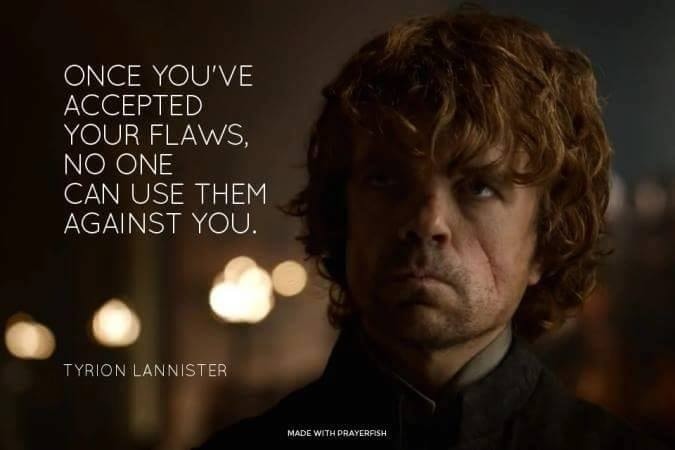 ONCE YOU'VE
ACCEPTED
YOUR FLAWS,
NO ONE
CAN USE THEM
AGAINST YOU.
TYRION LANNISTER
MADE WITH PRAYERFISH